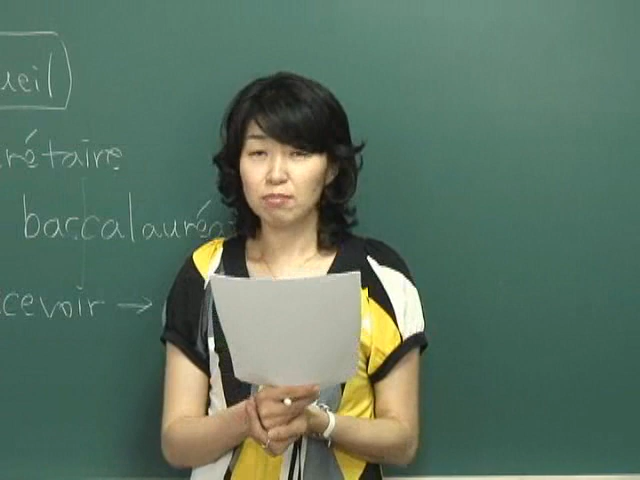 ueil
rétaire
baccalauréa
cevoir →